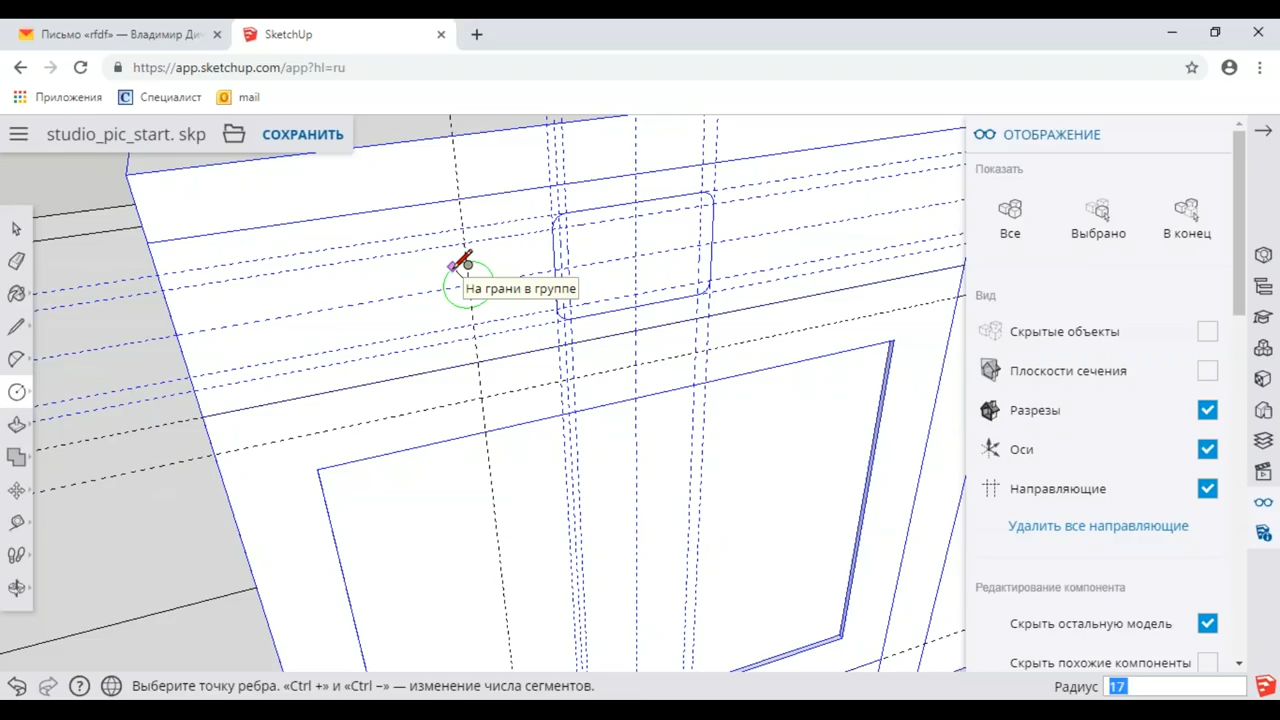 Письмо «rfdf» — Владимир Дич
SketchUp
https://app.sketchup.com/app?hl=ru
Приложения
Специалист
mail
studio_pic_start. skp
СОХРАНИТЬ
ОТОБРАЖЕНИЕ
Показать
Все
Выбрано
В конец
Вид
Скрытые объекты
Плоскости сечения
Разрезы
Оси
Направляющие
Удалить все направляющие
Редактирование компонента
Скрыть остальную модель
Скрыть похожие компоненты
На грани в группе
Выберите точку ребра. «Ctrl +» и «Ctrl −» — изменение числа сегментов.
Радиус 17